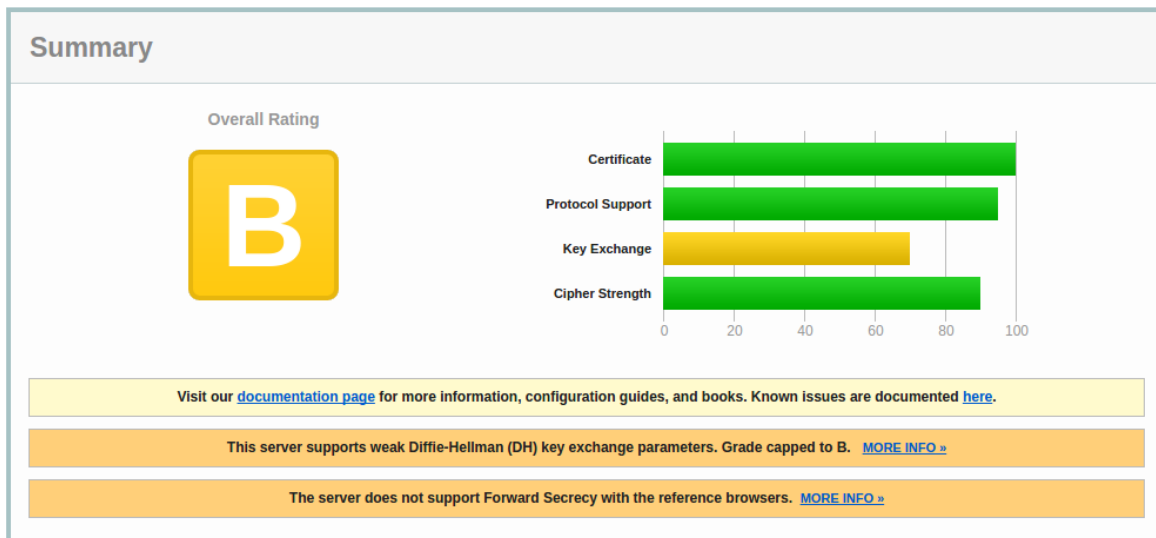 Summary
Overall Rating
B
Certificate
Protocol Support
Key Exchange
Cipher Strength
0 20 40 60 80 100
Visit our documentation page for more information, configuration guides, and books. Known issues are documented here.
This server supports weak Diffie-Hellman (DH) key exchange parameters. Grade capped to B. MORE INFO »
The server does not support Forward Secrecy with the reference browsers. MORE INFO »